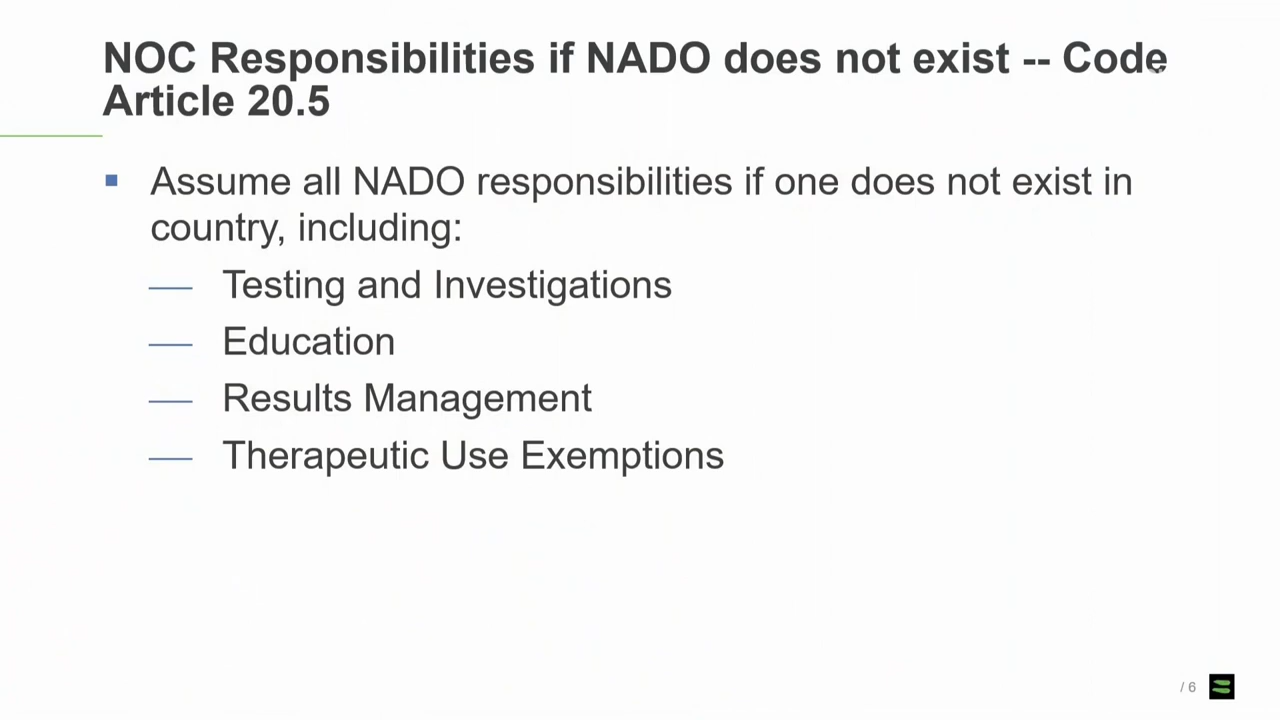 NOC Responsibilities if NADO does not exist -- Code
Article 20.5
▪ Assume all NADO responsibilities if one does not exist in
country, including:
— Testing and Investigations
— Education
— Results Management
— Therapeutic Use Exemptions
/ 6